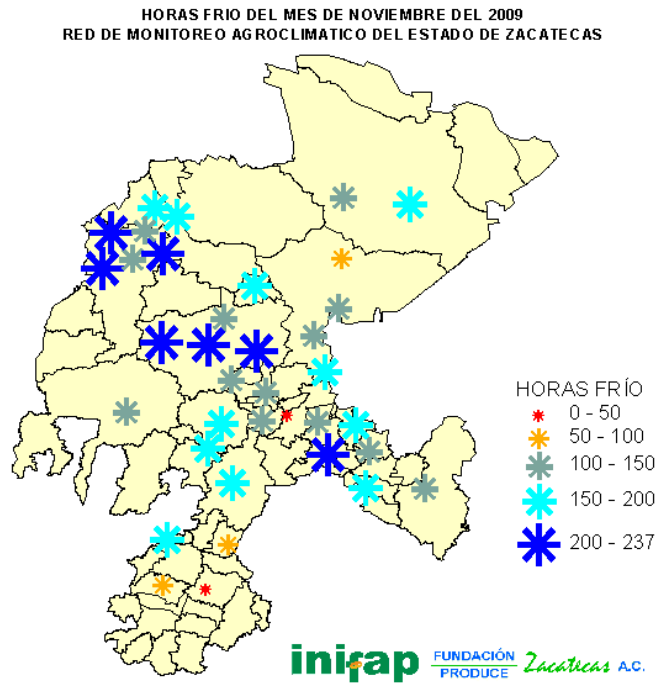 HORAS FRIO DEL MES DE NOVIEMBRE DEL 2009
RED DE MONITOREO AGROCLIMATICO DEL ESTADO DE ZACATECAS
HORAS FRÍO
0 - 50
50 - 100
100 - 150
150 - 200
200 - 237
inifap
FUNDACIÓN
PRODUCE
Zacatecas A.C.